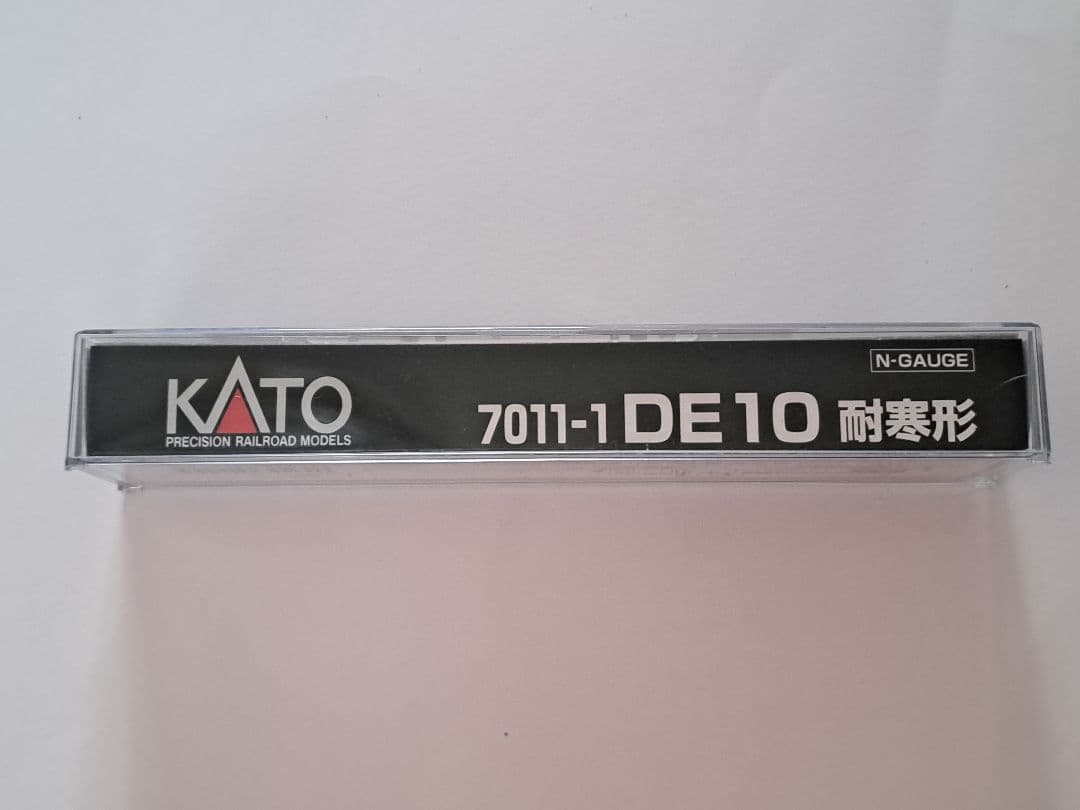 N-GAUGE
KATO
PRECISION RAILROAD MODELS
7011-1 DE10 耐寒形